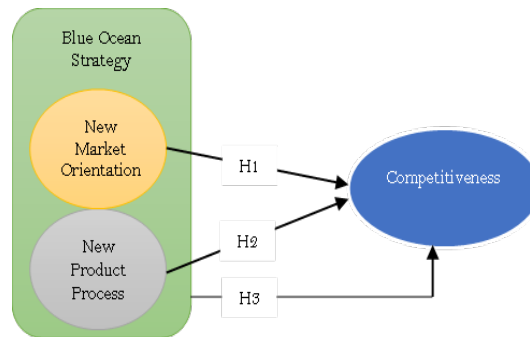 Blue Ocean
Strategy
New
Market
Orientation
H1
Competitiveness
H2
New
Product
Process
H3